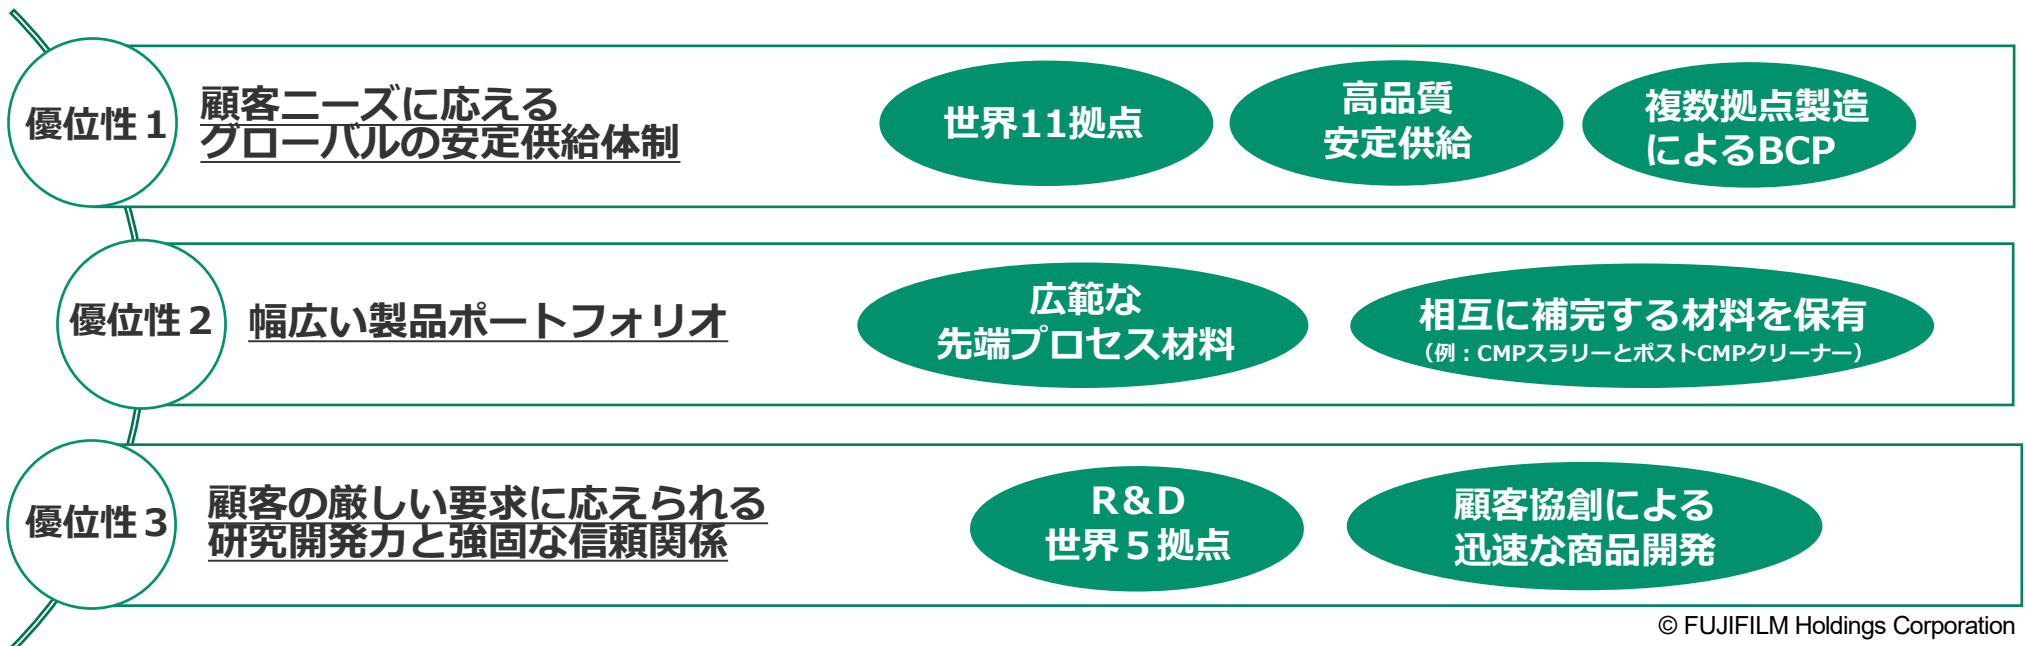 優位性１
顧客ニーズに応える
グローバルの安定供給体制
世界11拠点
高品質
安定供給
複数拠点製造
によるBCP
優位性２
幅広い製品ポートフォリオ
広範な
先端プロセス材料
相互に補完する材料を保有
（例：CMPスラリーとポストCMPクリーナー）
優位性３
顧客の厳しい要求に応えられる
研究開発力と強固な信頼関係
R＆D
世界５拠点
顧客協創による
迅速な商品開発
© FUJIFILM Holdings Corporation